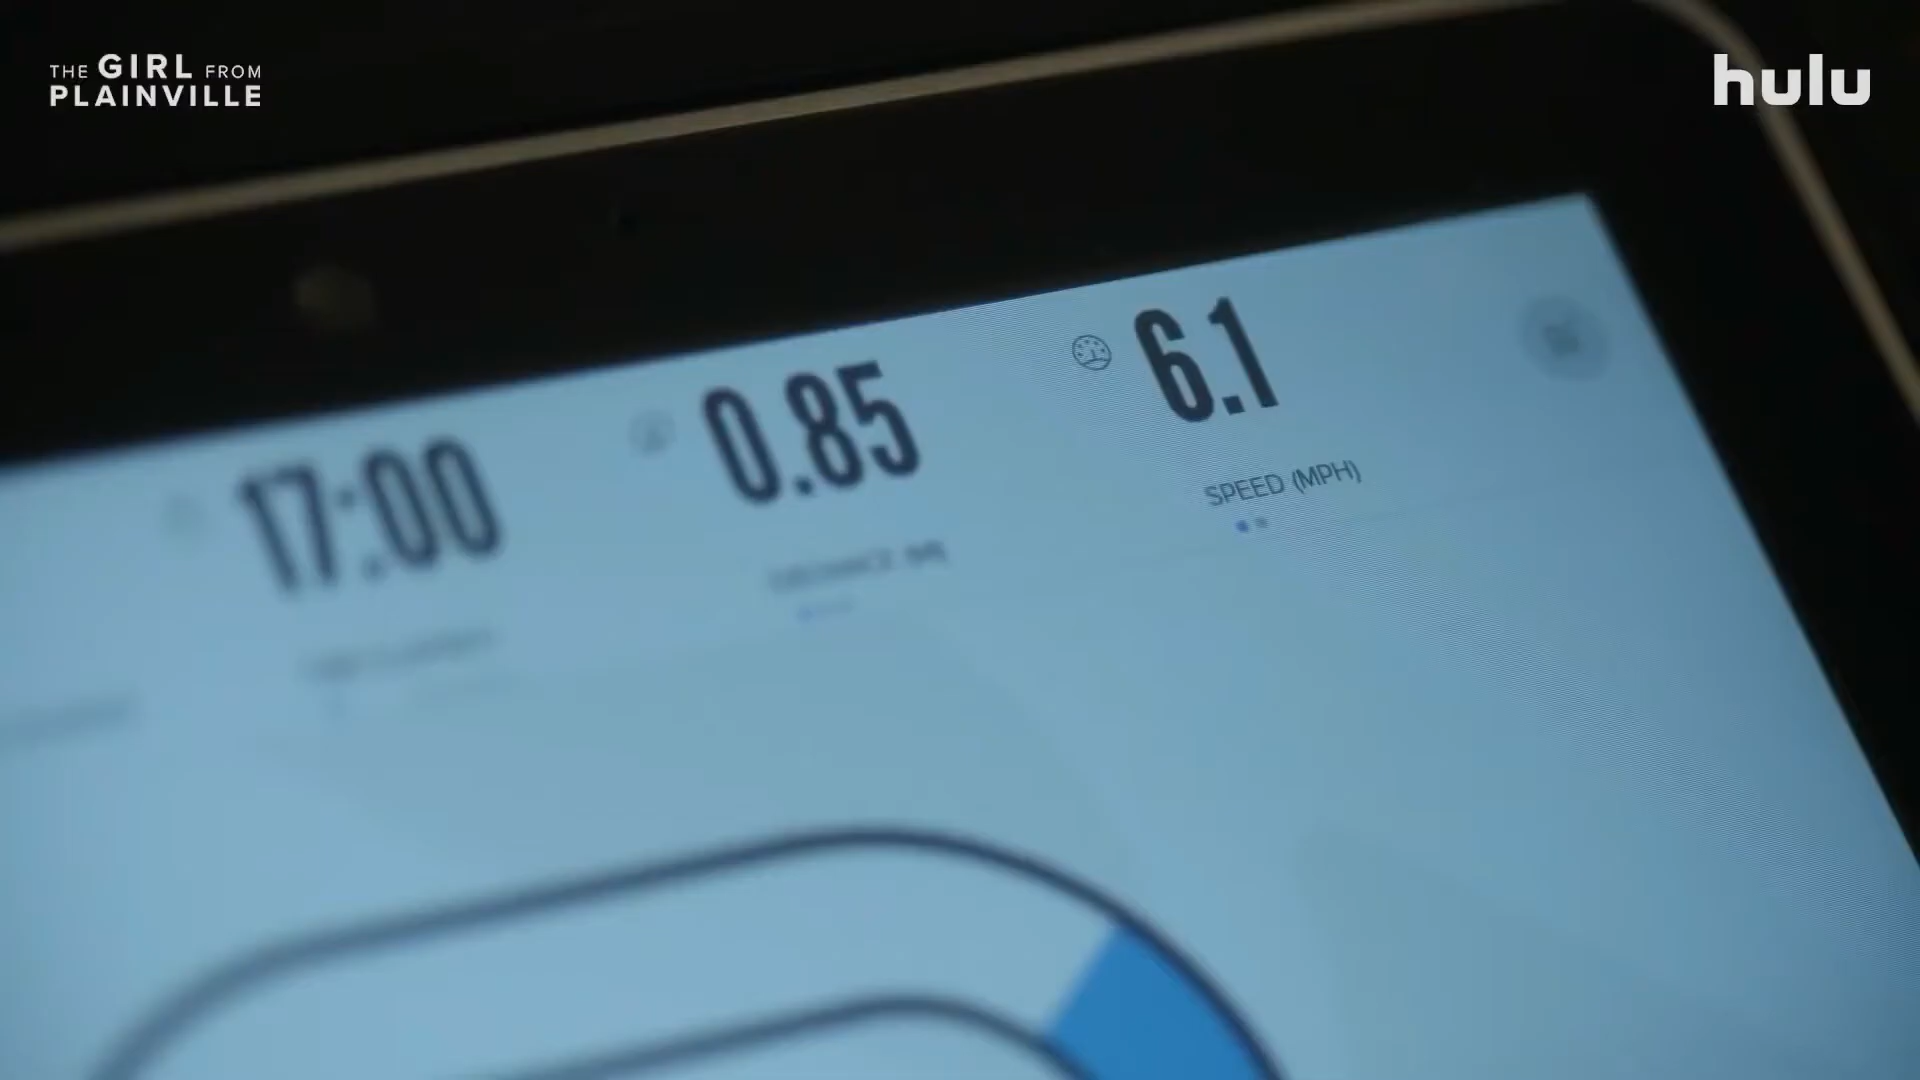 THE GIRL FROM
PLAINVILLE
hulu
17:00
0.85
6.1
SPEED (MPH)